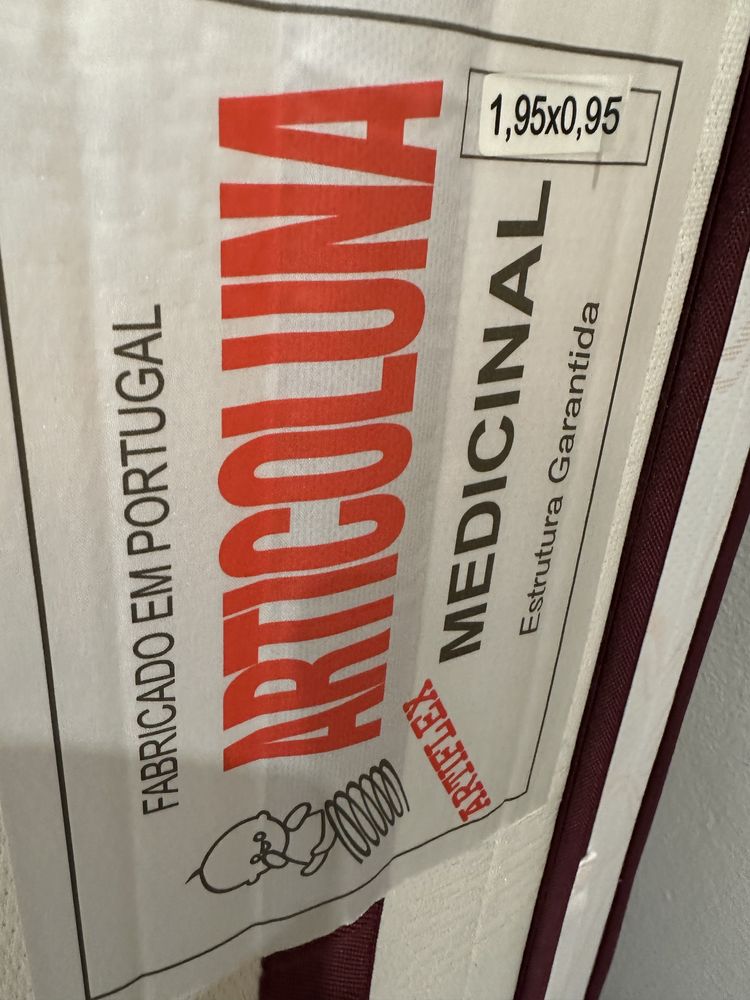 FABRICADO EM PORTUGAL
ARTICOLUNA
ARTIFLEX
MEDICINAL
Estrutura Garantida
1,95x0,95